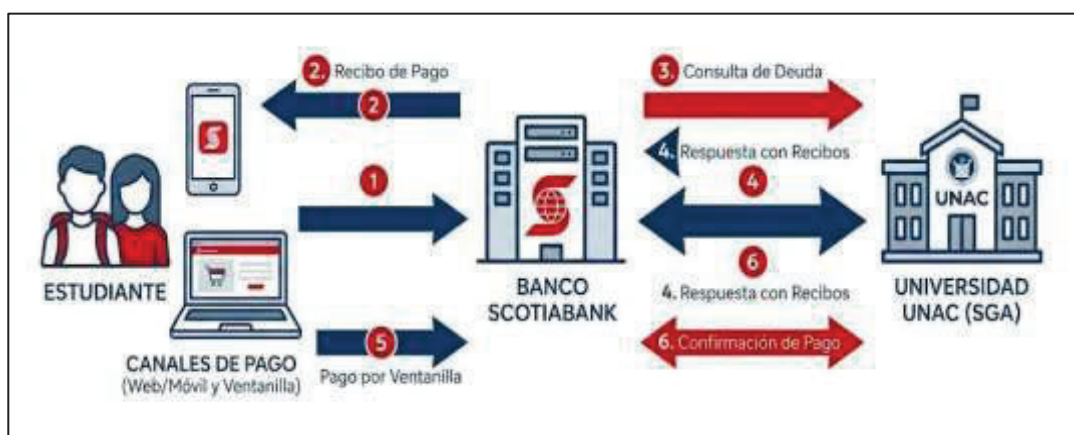 2. Recibo de Pago
2
3. Consulta de Deuda
4. Respuesta con Recibos
1
4
UNAC
6
4. Respuesta con Recibos
ESTUDIANTE
BANCO
SCOTIABANK
UNIVERSIDAD
UNAC (SGA)
5
6. Confirmación de Pago
CANALES DE PAGO
(Web/Móvil y Ventanilla)
Pago por Ventanilla